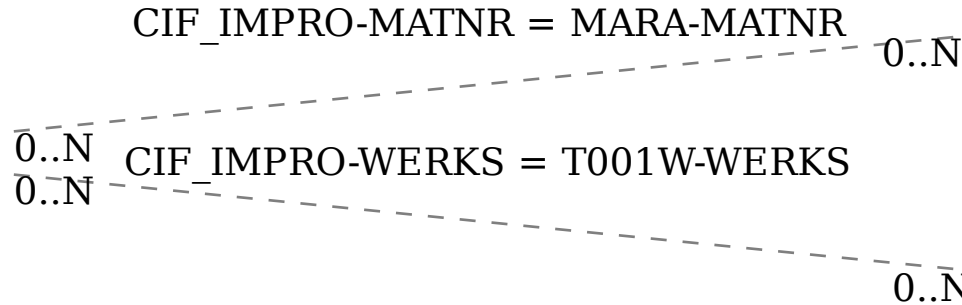 CIF_IMPRO-MATNR = MARA-MATNR
0..N
0..N
CIF_IMPRO-WERKS = T001W-WERKS
0..N
0..N